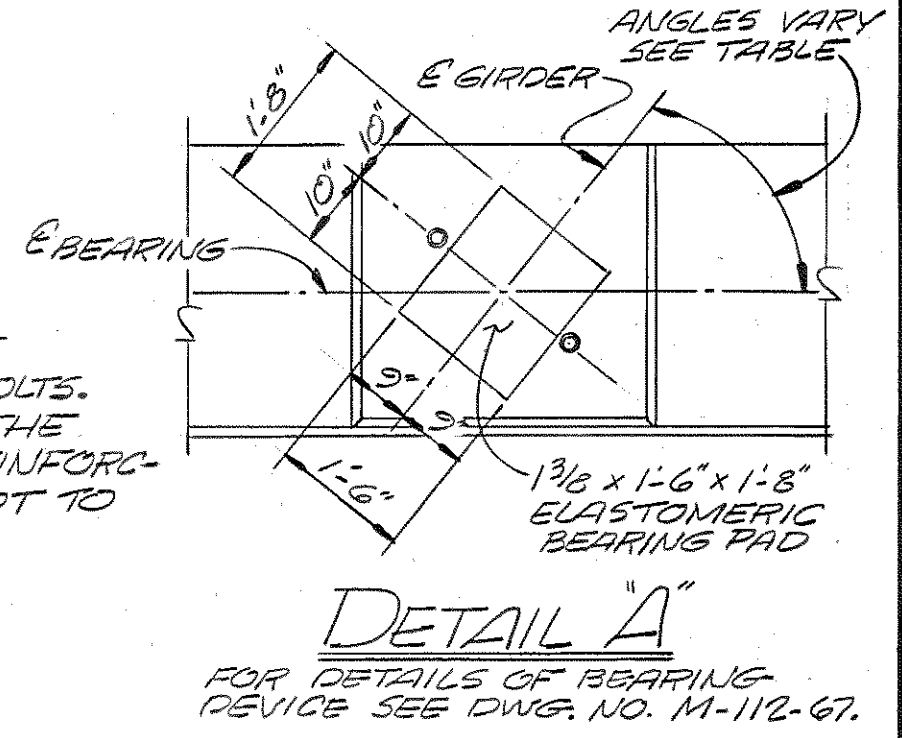 ANGLES VARY
SEE TABLE
℄ GIRDER
1'-8"
10"
10"
℄ BEARING
OLTS.
THE
INFORC-
OT TO
9"
9"
1'-6"
1 3/8 x 1'-6" x 1'-8"
ELASTOMERIC
BEARING PAD
DETAIL "A"
FOR DETAILS OF BEARING
DEVICE SEE DWG. NO. M-112-67.